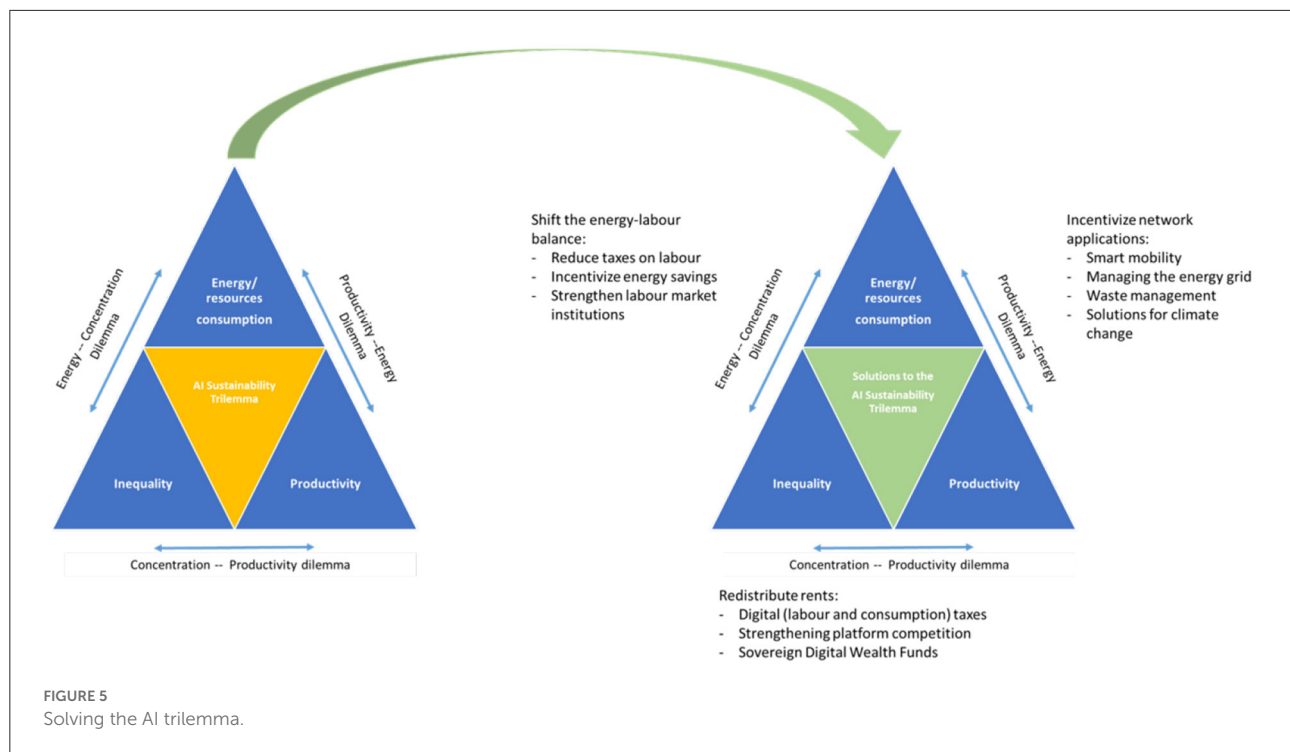 Energy/
resources
consumption
Energy -- Concentration
Dilemma
Productivity --Energy
Dilemma
AI Sustainability
Trilemma
Inequality
Productivity
Concentration -- Productivity dilemma
Shift the energy-labour
balance:
- Reduce taxes on labour
- Incentivize energy savings
- Strengthen labour market
institutions
Energy/
resources
consumption
Energy -- Concentration
Dilemma
Productivity --Energy
Dilemma
Solutions to the
AI Sustainability
Trilemma
Inequality
Productivity
Concentration -- Productivity dilemma
Incentivize network
applications:
- Smart mobility
- Managing the energy grid
- Waste management
- Solutions for climate
change
Redistribute rents:
- Digital (labour and consumption) taxes
- Strengthening platform competition
- Sovereign Digital Wealth Funds
FIGURE 5
Solving the AI trilemma.